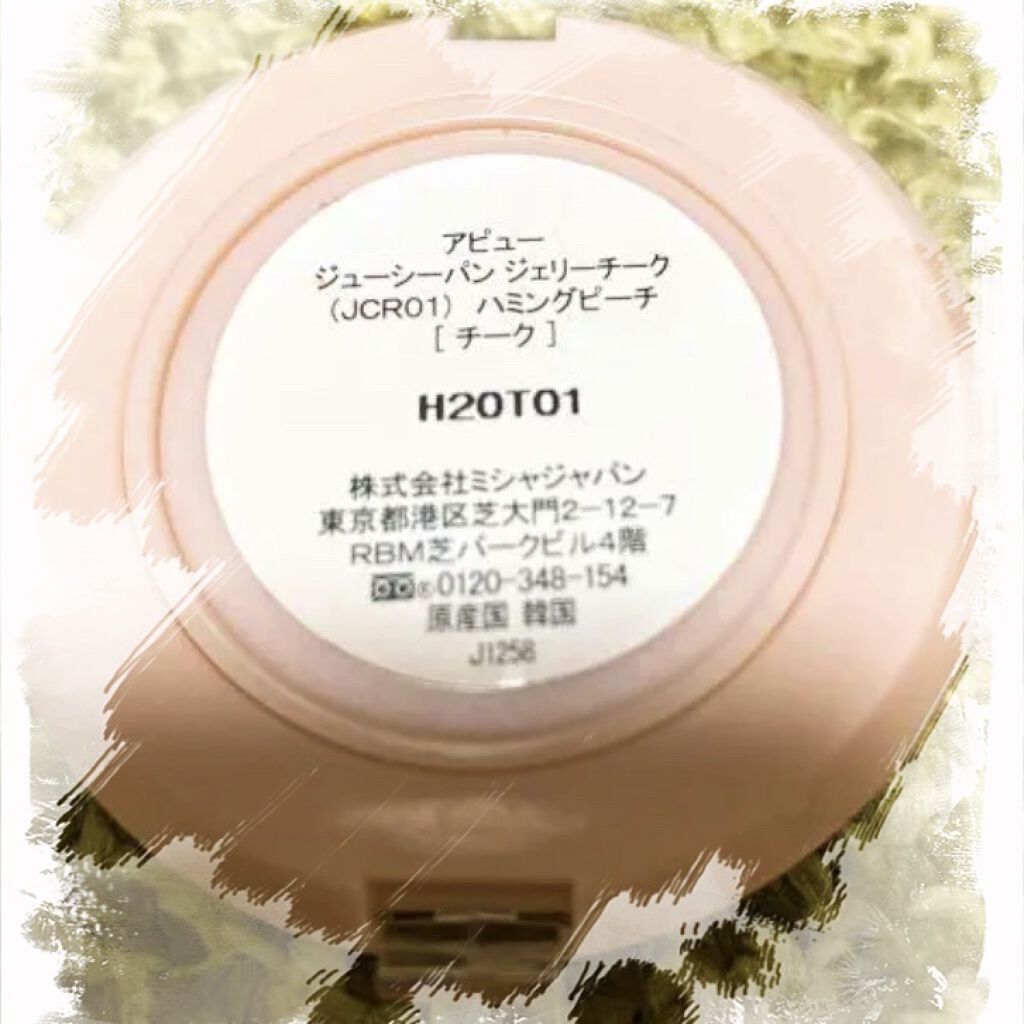 アピュー
ジューシーパン ジェリーチーク
（JCR01） ハミングピーチ
[ チーク ]
H20T01
株式会社ミシャジャパン
東京都港区芝大門2-12-7
RBM芝パークビル4階
®0120-348-154
原産国 韓国
J1258